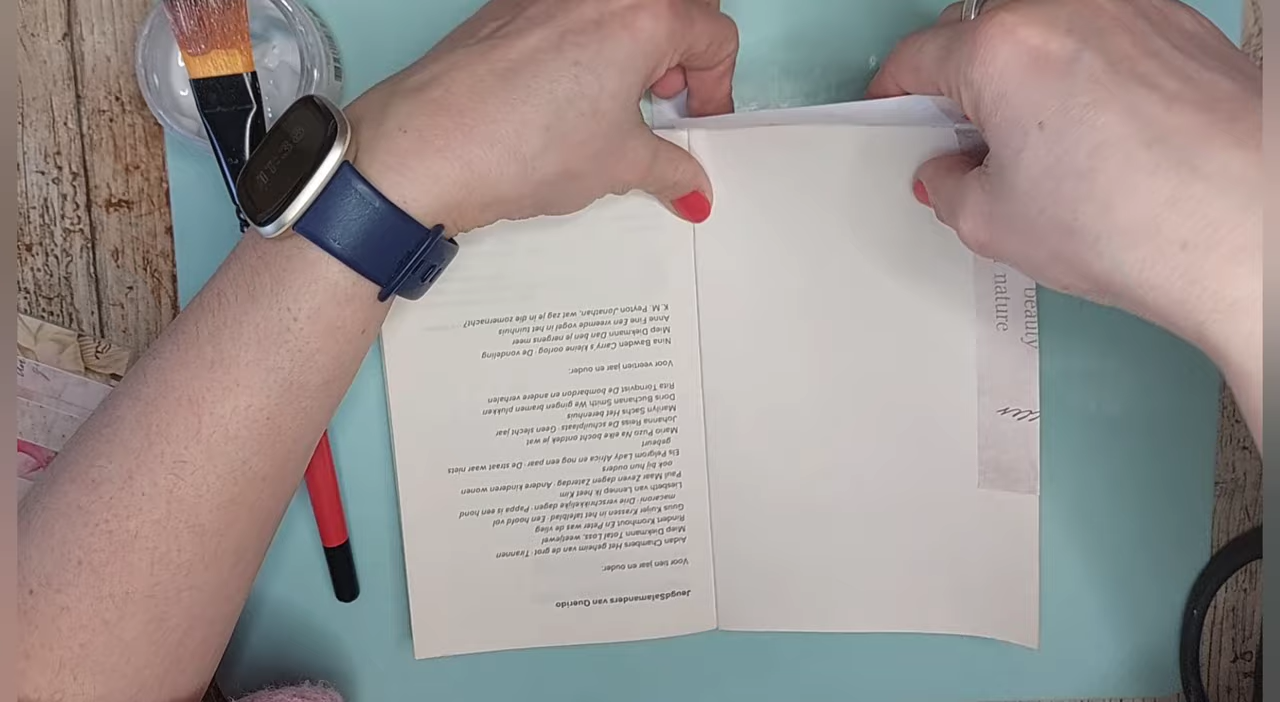 JeugdSalamanders van Querido
Voor tien jaar en ouder:
Aidan Chambers Het geheim van de grot · Tirannen
Miep Diekmann Total Loss, weetjewel
Rindert Kromhout En Peter was de vlieg
Guus Kuijer Krassen in het tafelblad · Een hoofd vol
macaroni · Drie verschrikkelijke dagen · Pappa is een hond
Liesbeth van Lennep Ik heet Kim
Paul Maar Zeven dagen Zaterdag · Andere kinderen wonen
ook bij hun ouders
Els Pelgrom Lady Africa en nog een paar · De straat waar niets
gebeurt
Mario Puzo Na elke bocht ontdek je wat
Johanna Reiss De schuilplaats · Geen slecht jaar
Marilyn Sachs Het berenhuis
Doris Buchanan Smith We gingen bramen plukken
Rita Törnqvist De bombardon en andere verhalen
Voor veertien jaar en ouder:
Nina Bawden Carry's kleine oorlog · De vondeling
Miep Diekmann Dan ben je nergens meer
Anne Fine Een vreemde vogel in het tuinhuis
K. M. Peyton Jonathan, wat zag je in die zomernacht?
beauty
nature